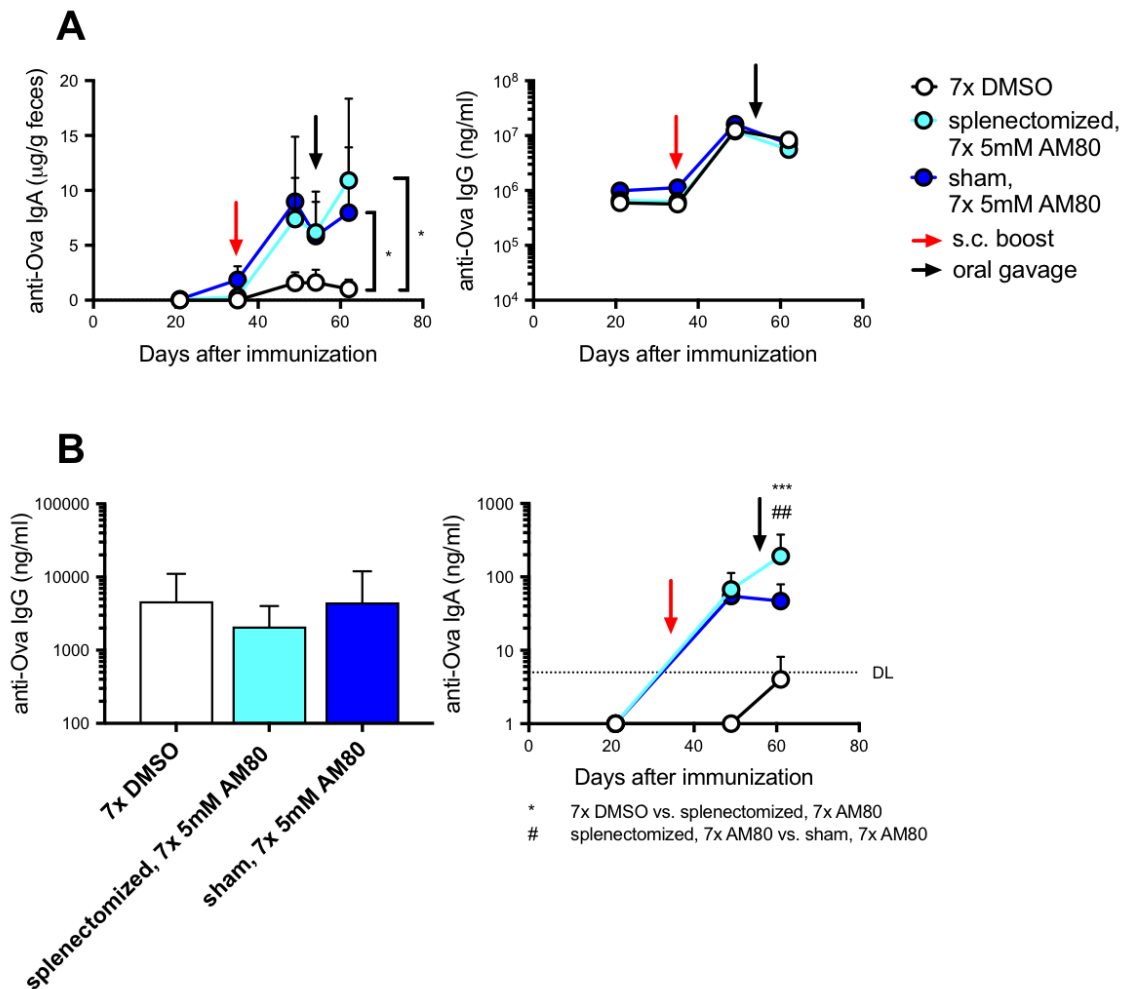 A
anti-Ova IgA (μg/g feces)
20
15
10
5
0
0 20 40 60 80
Days after immunization
*
*
anti-Ova IgG (ng/ml)
10⁸
10⁷
10⁶
10⁵
10⁴
0 20 40 60 80
Days after immunization
7x DMSO
splenectomized,
7x 5mM AM80
sham,
7x 5mM AM80
s.c. boost
oral gavage
B
anti-Ova IgG (ng/ml)
100000
10000
1000
100
7x DMSO
splenectomized, 7x 5mM AM80
sham, 7x 5mM AM80
anti-Ova IgA (ng/ml)
1000
100
10
1
***
##
DL
0 20 40 60 80
Days after immunization
* 7x DMSO vs. splenectomized, 7x AM80
# splenectomized, 7x AM80 vs. sham, 7x AM80